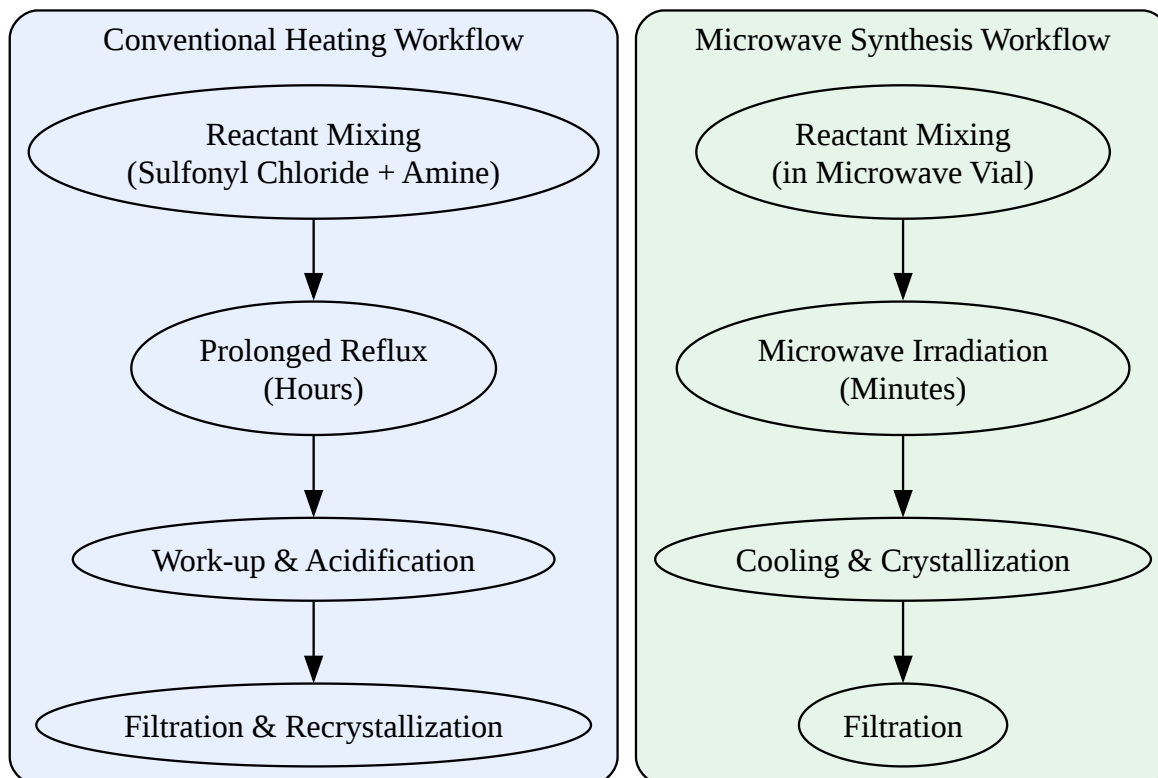 Conventional Heating Workflow
Reactant Mixing
(Sulfonyl Chloride + Amine)
Prolonged Reflux
(Hours)
Work-up & Acidification
Filtration & Recrystallization
Microwave Synthesis Workflow
Reactant Mixing
(in Microwave Vial)
Microwave Irradiation
(Minutes)
Cooling & Crystallization
Filtration